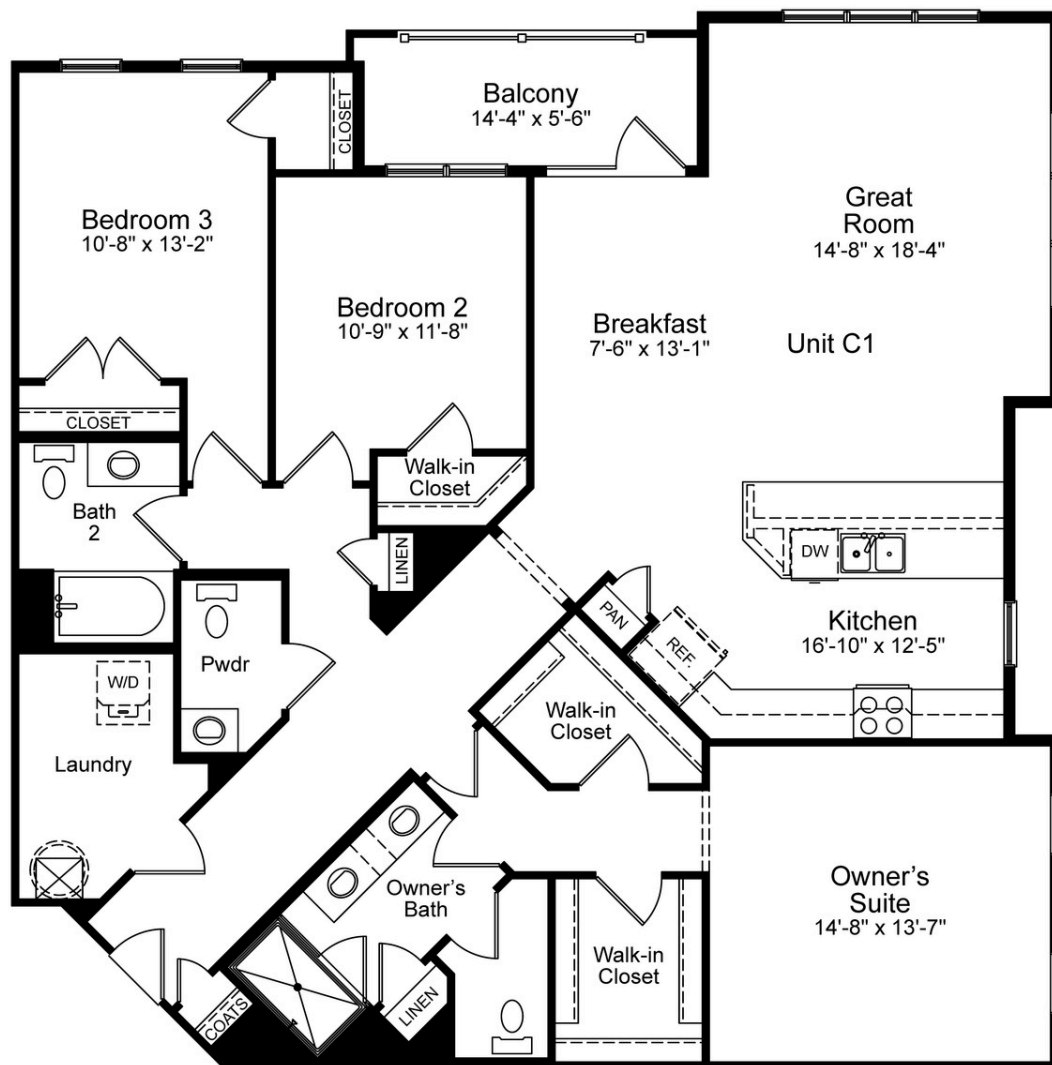 Balcony
14'-4" x 5'-6"
CLOSET
Bedroom 3
10'-8" x 13'-2"
Great
Room
14'-8" x 18'-4"
Bedroom 2
10'-9" x 11'-8"
Breakfast
7'-6" x 13'-1"
Unit C1
CLOSET
Walk-in
Closet
Bath
2
LINEN
DW
PAN
Kitchen
16'-10" x 12'-5"
REF.
Pwdr
W/D
Walk-in
Closet
Laundry
Owner's
Bath
Owner's
Suite
14'-8" x 13'-7"
Walk-in
Closet
LINEN
COATS